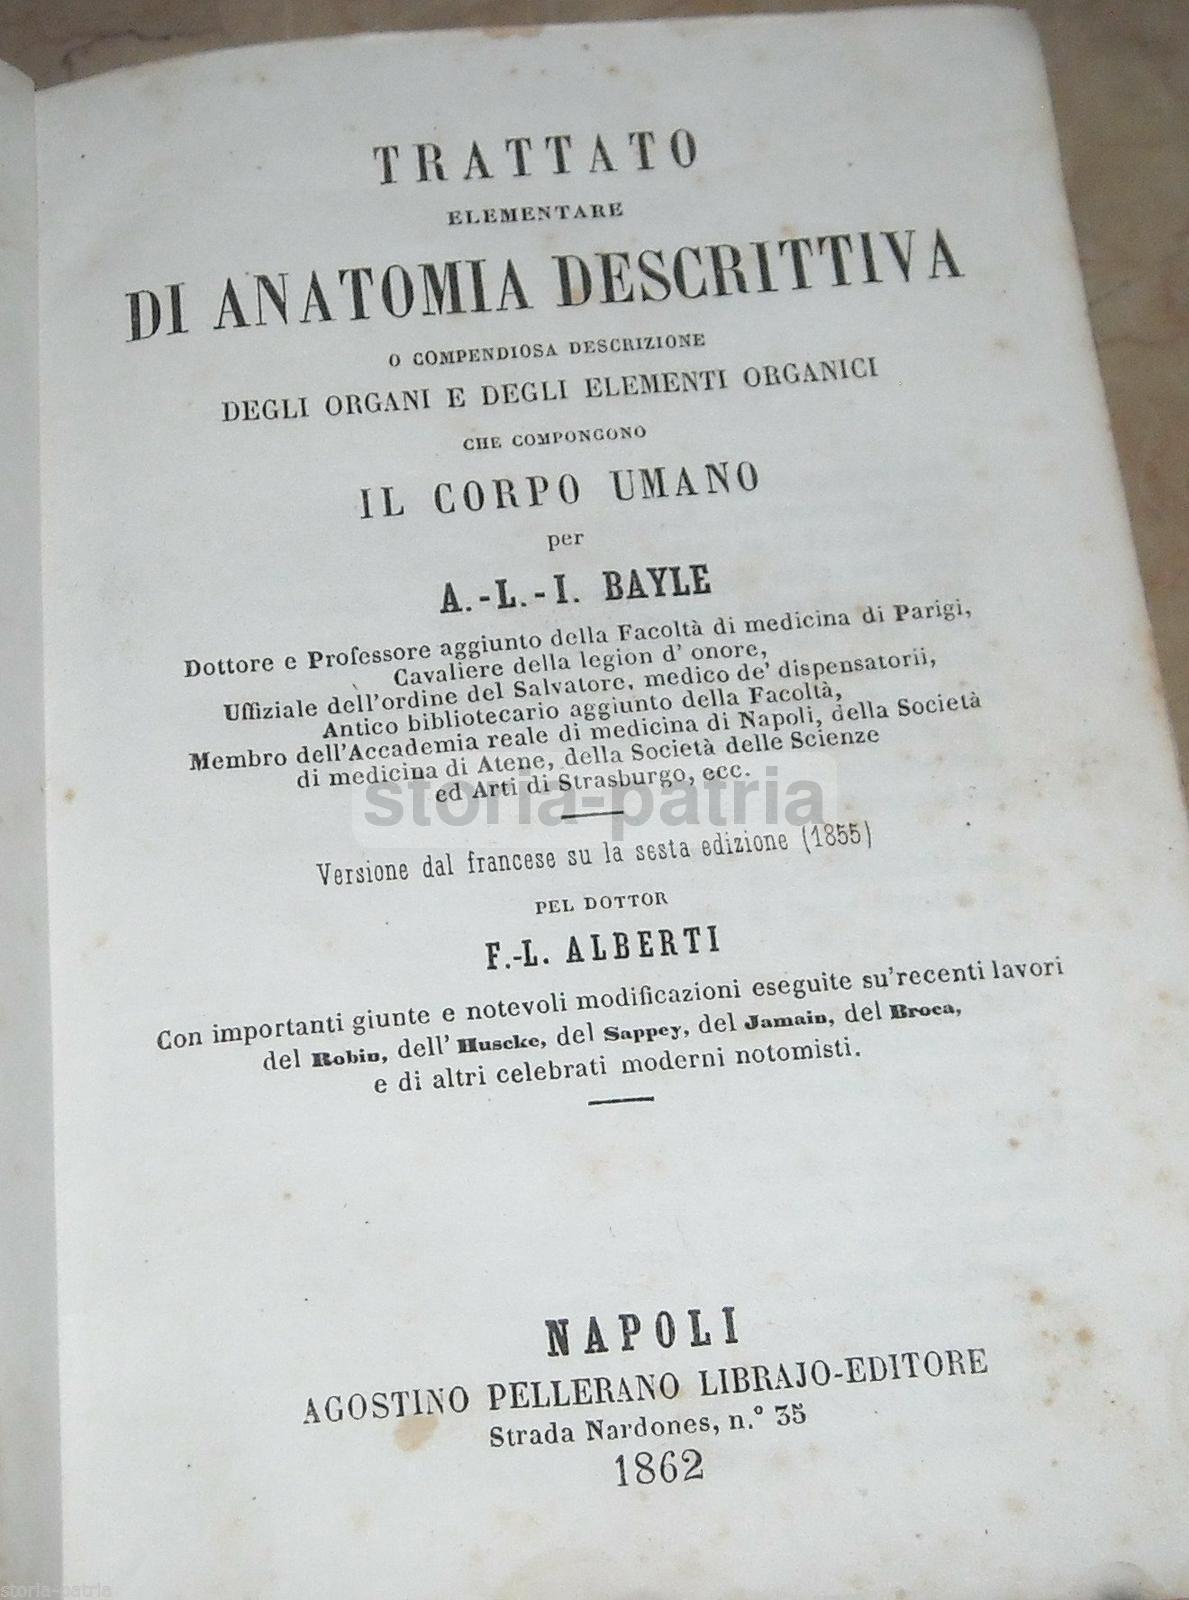 TRATTATO
ELEMENTARE
DI ANATOMIA DESCRITTIVA
O COMPENDIOSA DESCRIZIONE
DEGLI ORGANI E DEGLI ELEMENTI ORGANICI
CHE COMPONGONO
IL CORPO UMANO
per
A.-L.-I. BAYLE
Dottore e Professore aggiunto della Facoltà di medicina di Parigi,
Cavaliere della legion d' onore,
Uffiziale dell'ordine del Salvatore, medico de' dispensatorii,
Antico bibliotecario aggiunto della Facoltà,
Membro dell'Accademia reale di medicina di Napoli, della Società
di medicina di Atene, della Società delle Scienze
ed Arti di Strasburgo, ecc.
storia-patria
Versione dal francese su la sesta edizione (1855)
PEL DOTTOR
F.-L. ALBERTI
Con importanti giunte e notevoli modificazioni eseguite su'recenti lavori
del Robin, dell' Huscke, del Sappey, del Jamain, del Broca,
e di altri celebrati moderni notomisti.
NAPOLI
AGOSTINO PELLERANO LIBRAJO-EDITORE
Strada Nardones, n.° 35
1862
storia-patria